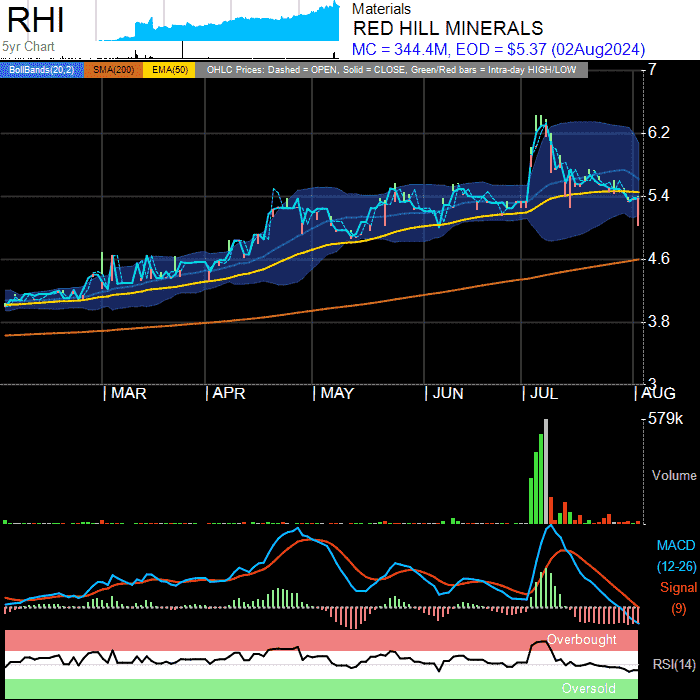 RHI
5yr Chart
Materials
RED HILL MINERALS
MC = 344.4M, EOD = $5.37 (02Aug2024)
BollBands(20,2) SMA(200) EMA(50) OHLC Prices: Dashed = OPEN, Solid = CLOSE, Green/Red bars = Intra-day HIGH/LOW
7
6.2
5.4
4.6
3.8
3
MAR APR MAY JUN JUL AUG
579k
Volume
MACD
(12-26)
Signal
(9)
Overbought
RSI(14)
Oversold